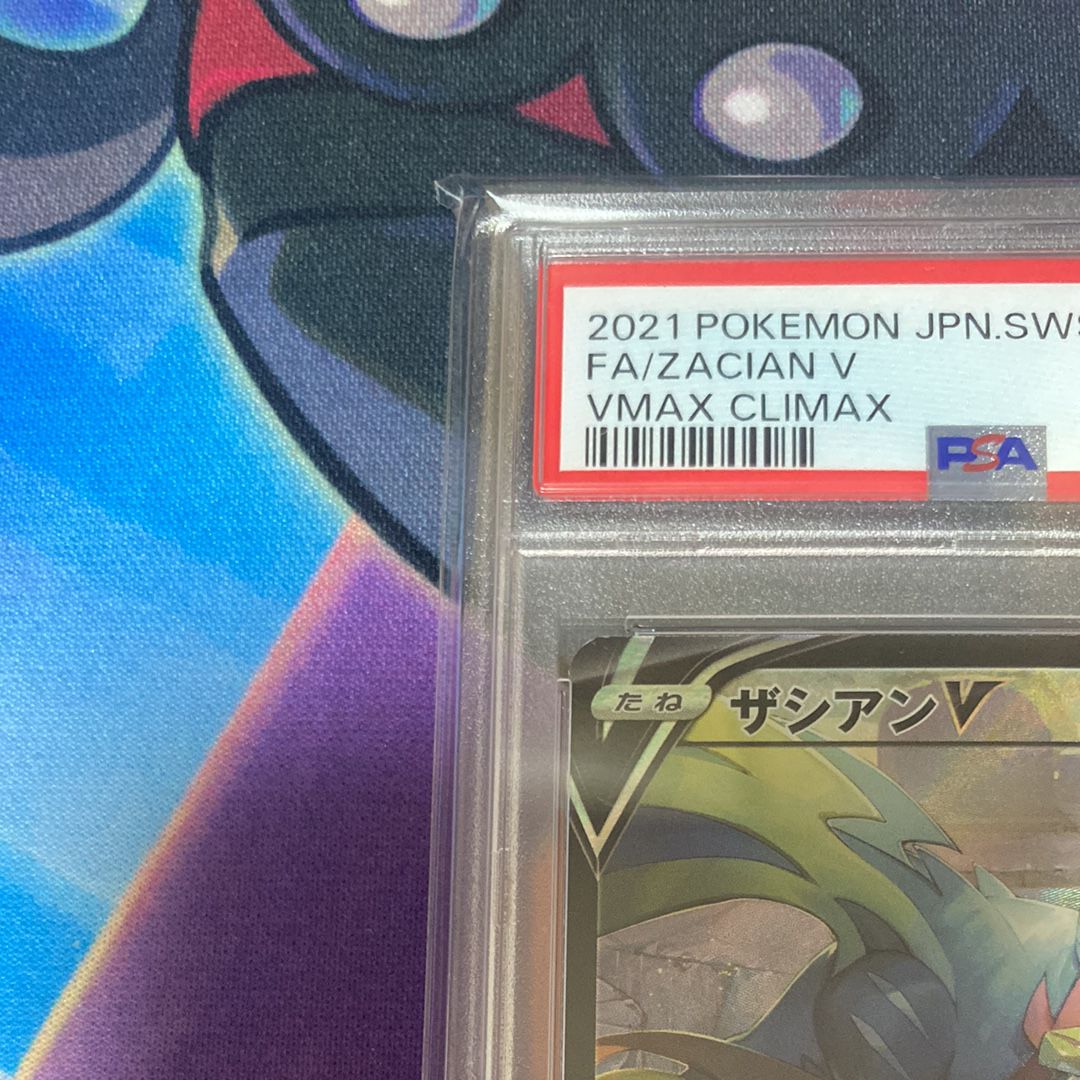 2021 POKEMON JPN.SWS
FA/ZACIAN V
VMAX CLIMAX
PSA
たね ザシアンV